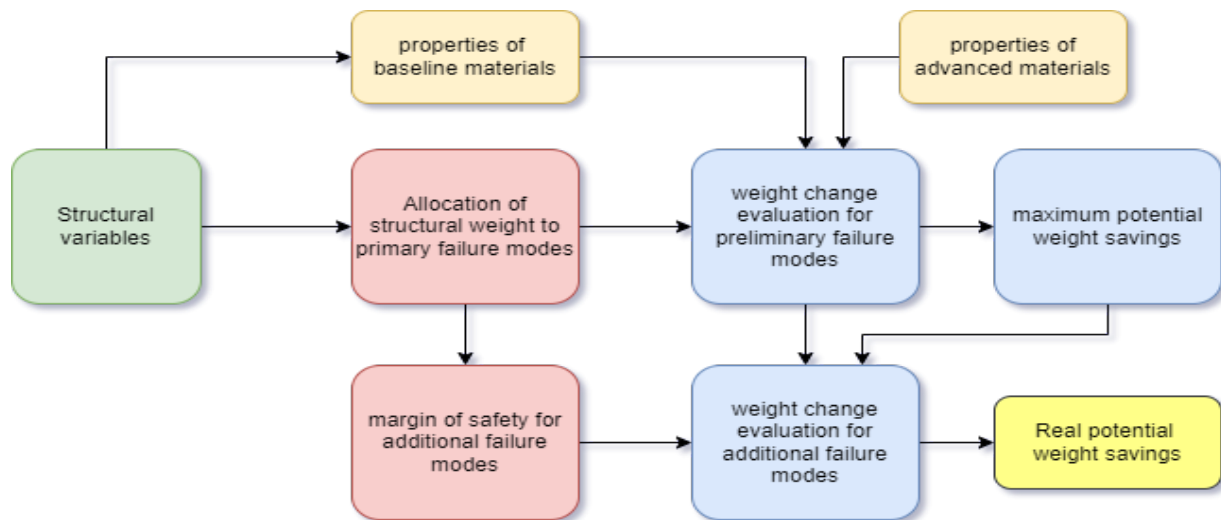 properties of
baseline materials
properties of
advanced materials
Structural
variables
Allocation of
structural weight to
primary failure modes
weight change
evaluation for
preliminary failure
modes
maximum potential
weight savings
margin of safety for
additional failure
modes
weight change
evaluation for
additional failure
modes
Real potential
weight savings